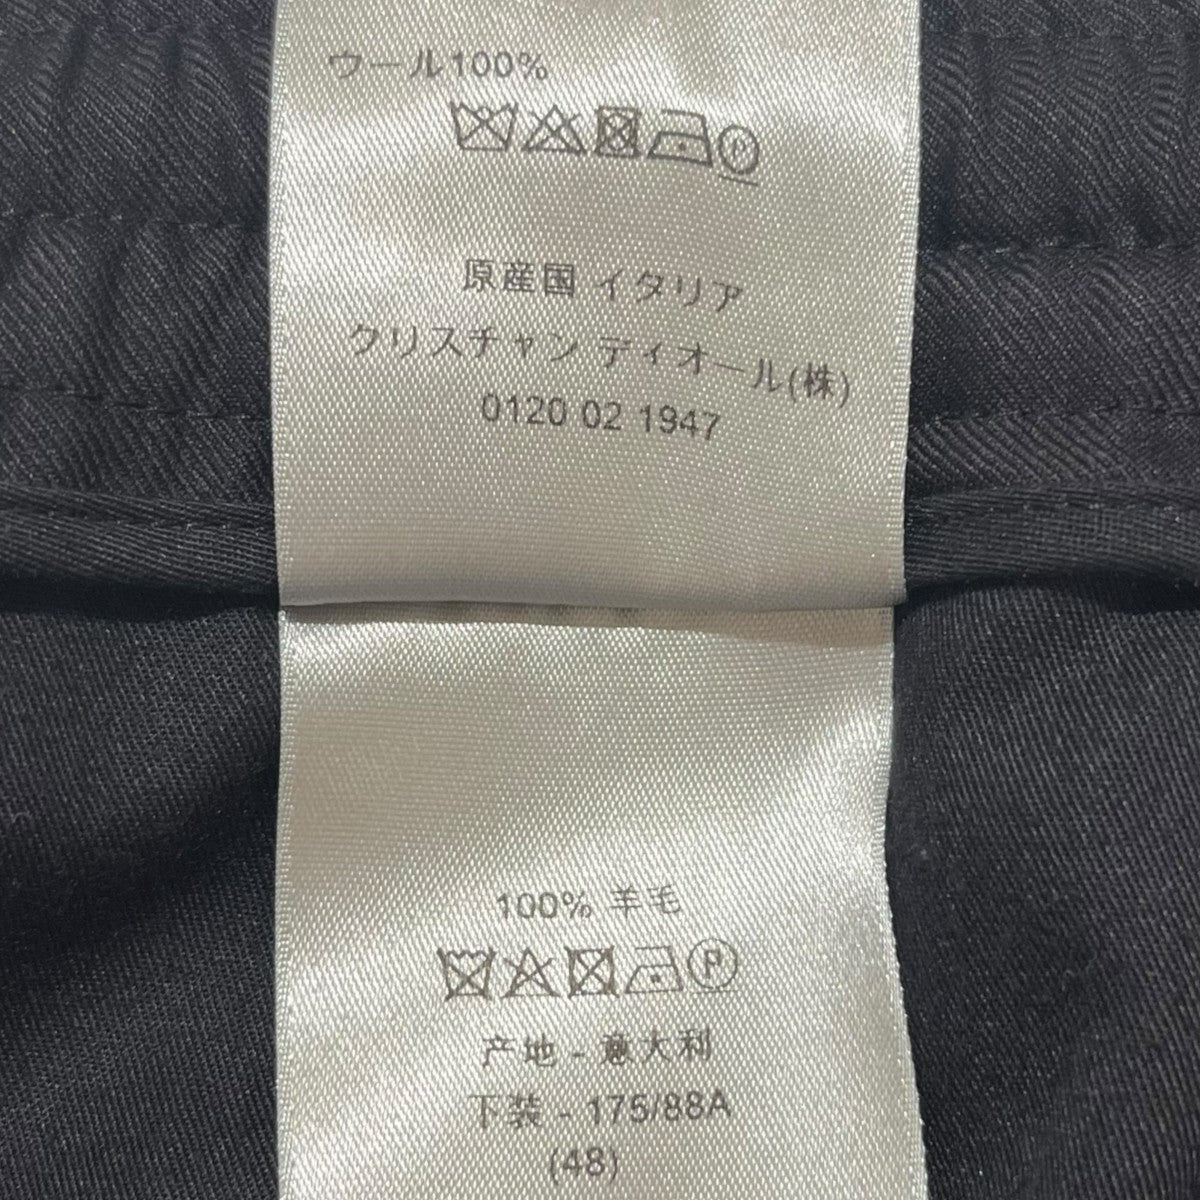 ウール100%
P
原産国 イタリア
クリスチャン ディオール(株)
0120 02 1947
100% 羊毛
P
产地 - 意大利
下装 - 175/88A
(48)